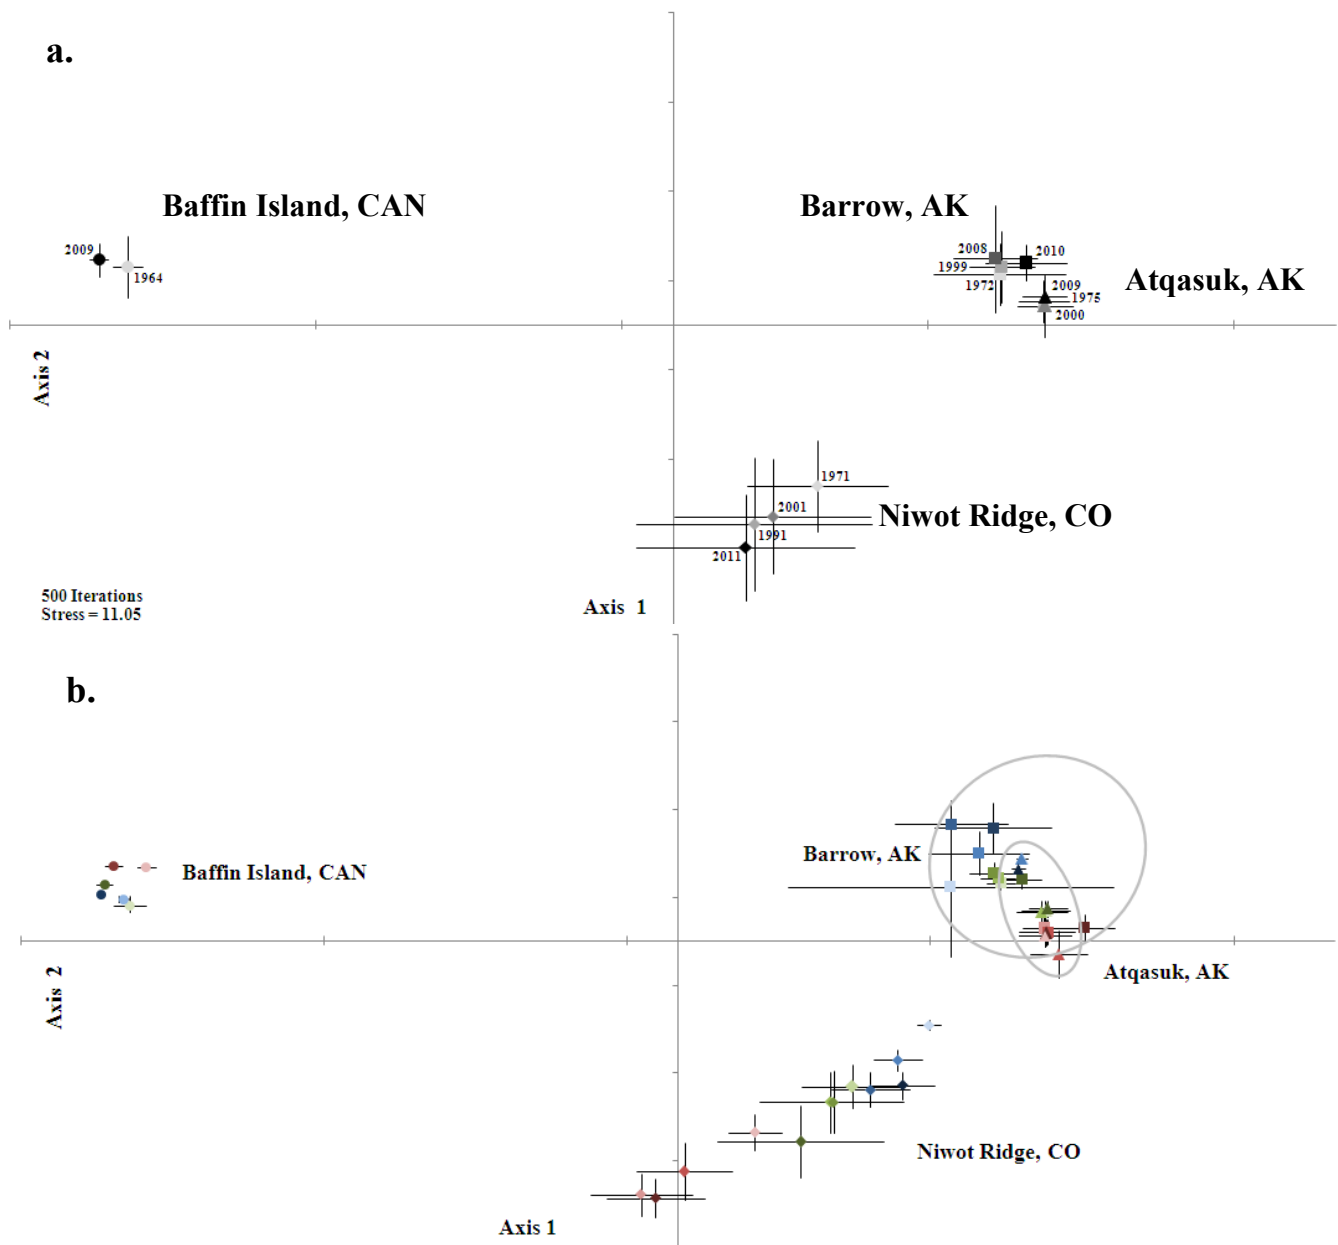 a.
Baffin Island, CAN
Barrow, AK
2009
1964
2008
2010
1999
1972
Atqasuk, AK
2009
1975
2000
Axis 2
1971
2001
Niwot Ridge, CO
1991
2011
500 Iterations
Stress = 11.05
Axis 1
b.
Barrow, AK
Baffin Island, CAN
Atqasuk, AK
Axis 2
Niwot Ridge, CO
Axis 1